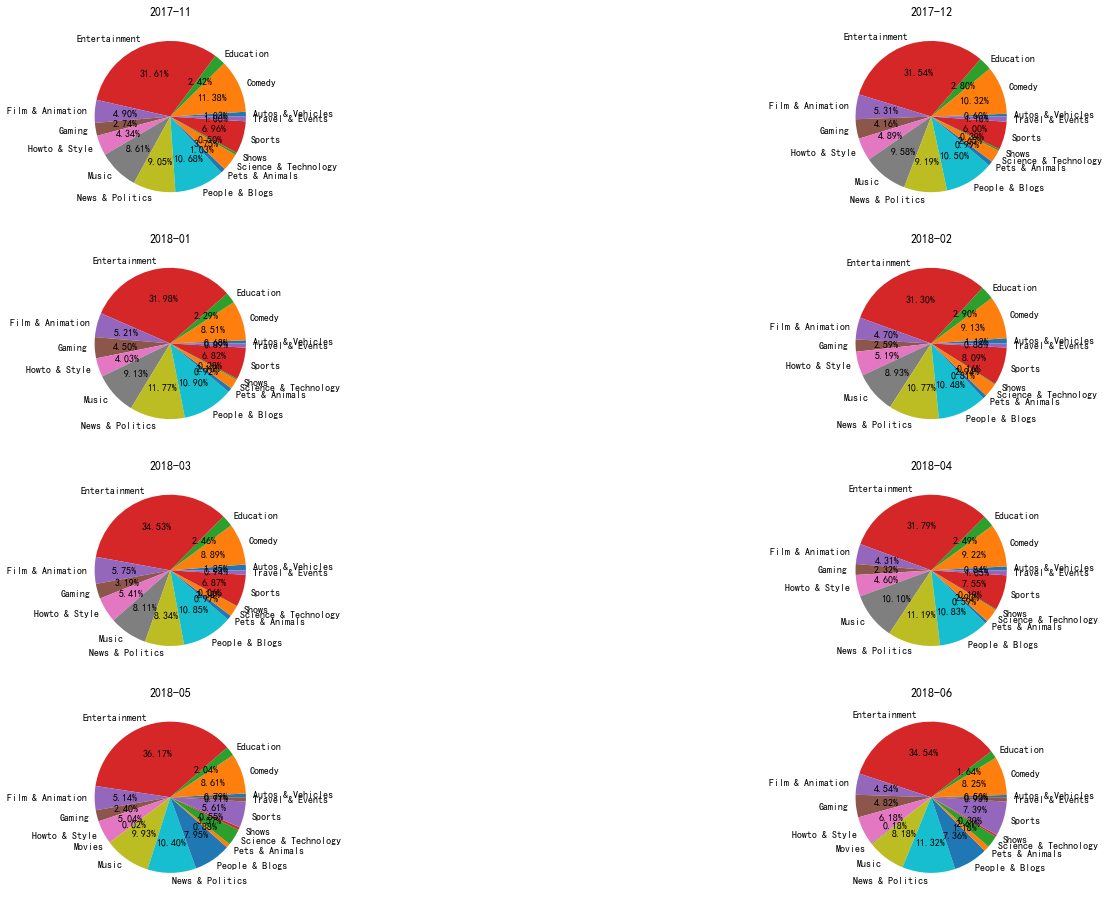 2017-11
Entertainment
Education
Comedy
Autos & Vehicles
Travel & Events
Sports
Shows
Science & Technology
Pets & Animals
People & Blogs
News & Politics
Music
Howto & Style
Gaming
Film & Animation
31.61%
2.42%
11.38%
6.96%
1.03%
10.68%
9.05%
8.61%
4.34%
2.74%
4.90%
2017-12
Entertainment
Education
Comedy
Autos & Vehicles
Travel & Events
Sports
Shows
Science & Technology
Pets & Animals
People & Blogs
News & Politics
Music
Howto & Style
Gaming
Film & Animation
31.54%
2.80%
10.32%
6.00%
10.50%
9.19%
9.58%
4.89%
4.16%
5.31%
2018-01
Entertainment
Education
Comedy
Autos & Vehicles
Travel & Events
Sports
Shows
Science & Technology
Pets & Animals
People & Blogs
News & Politics
Music
Howto & Style
Gaming
Film & Animation
31.98%
2.29%
8.51%
6.82%
10.90%
11.77%
9.13%
4.03%
4.50%
5.21%
2018-02
Entertainment
Education
Comedy
Autos & Vehicles
Travel & Events
Sports
Shows
Science & Technology
Pets & Animals
People & Blogs
News & Politics
Music
Howto & Style
Gaming
Film & Animation
31.30%
2.90%
9.13%
8.09%
0.81%
10.48%
10.77%
8.93%
5.19%
2.59%
4.70%
2018-03
Entertainment
Education
Comedy
Autos & Vehicles
Travel & Events
Sports
Shows
Science & Technology
Pets & Animals
People & Blogs
News & Politics
Music
Howto & Style
Gaming
Film & Animation
34.53%
2.46%
8.89%
6.87%
10.85%
8.34%
8.11%
5.41%
3.19%
5.75%
2018-04
Entertainment
Education
Comedy
Autos & Vehicles
Travel & Events
Sports
Shows
Science & Technology
Pets & Animals
People & Blogs
News & Politics
Music
Howto & Style
Gaming
Film & Animation
31.79%
2.49%
9.22%
7.55%
10.83%
11.19%
10.10%
4.60%
2.32%
4.31%
2018-05
Entertainment
Education
Comedy
Autos & Vehicles
Travel & Events
Sports
Shows
Science & Technology
Pets & Animals
People & Blogs
News & Politics
Music
Movies
Howto & Style
Gaming
Film & Animation
36.17%
2.04%
8.61%
5.61%
0.88%
7.95%
10.40%
9.93%
0.02%
5.04%
2.40%
5.14%
2018-06
Entertainment
Education
Comedy
Autos & Vehicles
Travel & Events
Sports
Shows
Science & Technology
Pets & Animals
People & Blogs
News & Politics
Music
Movies
Howto & Style
Gaming
Film & Animation
34.54%
1.64%
8.25%
7.39%
7.36%
11.32%
8.18%
0.18%
6.18%
4.82%
4.54%